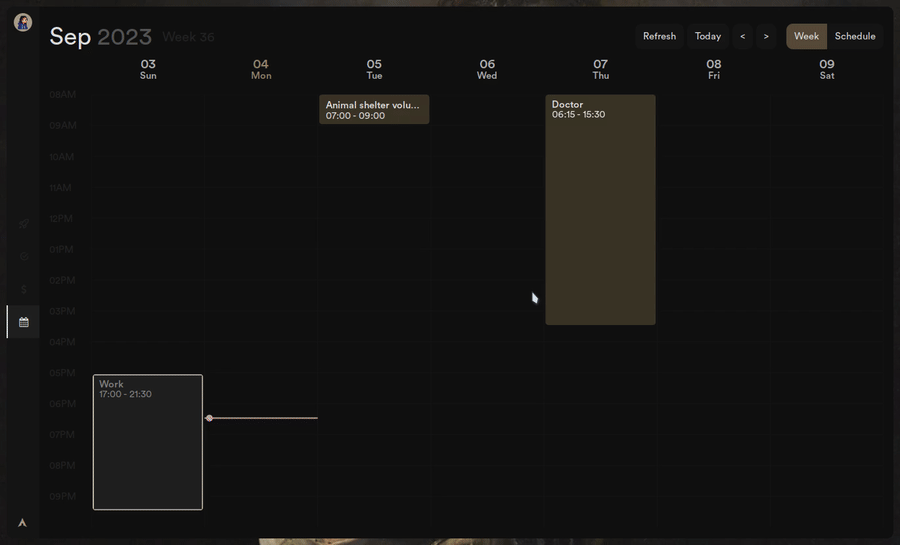 Sep 2023 Week 36
Refresh Today < > Week Schedule
03 04 05 06 07 08 09
Sun Mon Tue Wed Thu Fri Sat
08AM
09AM
10AM
11AM
12PM
01PM
02PM
03PM
04PM
05PM
06PM
07PM
08PM
09PM
Animal shelter volu...
07:00 - 09:00
Doctor
06:15 - 15:30
Work
17:00 - 21:30